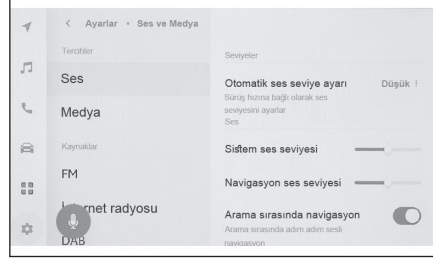 < Ayarlar • Ses ve Medya
Tercihler
Ses
Medya
Kaynaklar
FM
rnet radyosu
DAB
Seviyeler
Otomatik ses seviye ayarı Düşük
Sürüş hızına bağlı olarak ses
seviyesini ayarlar
Ses
Sistem ses seviyesi
Navigasyon ses seviyesi
Arama sırasında navigasyon
Arama sırasında adım adım sesli
navigasyon